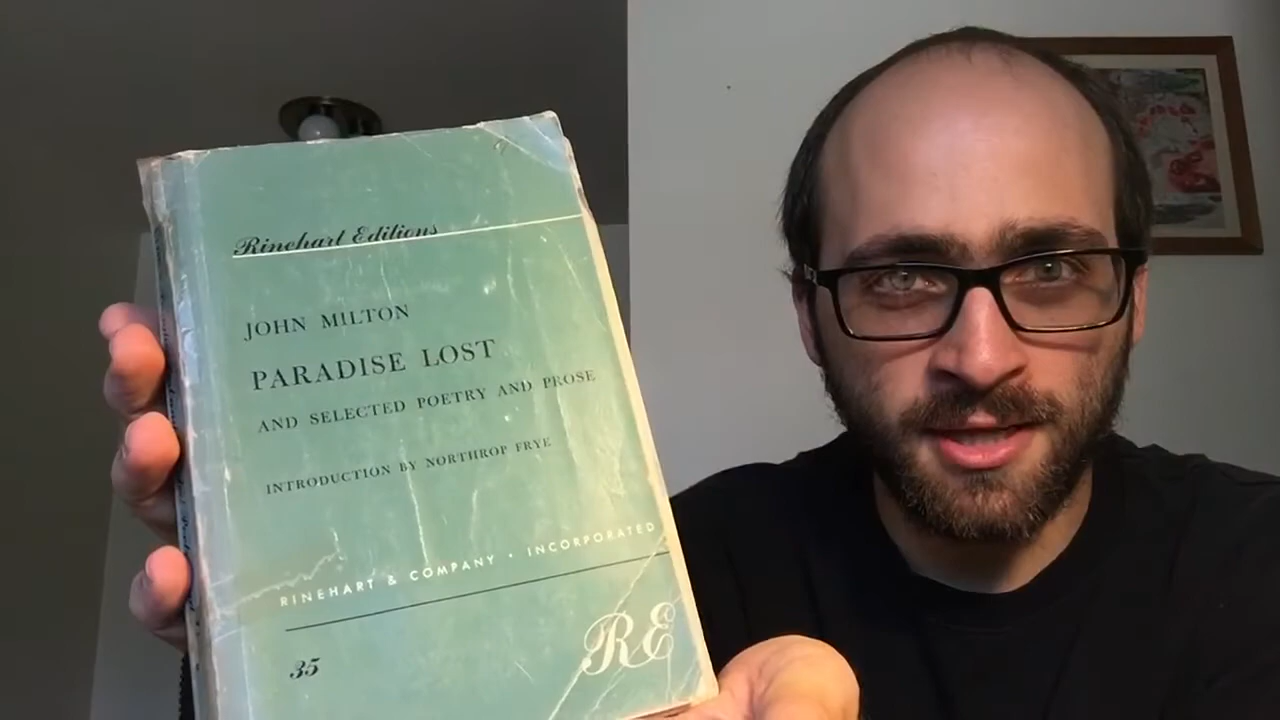 Rinehart Editions
JOHN MILTON
PARADISE LOST
AND SELECTED POETRY AND PROSE
INTRODUCTION BY NORTHROP FRYE
RINEHART & COMPANY • INCORPORATED
35
RE